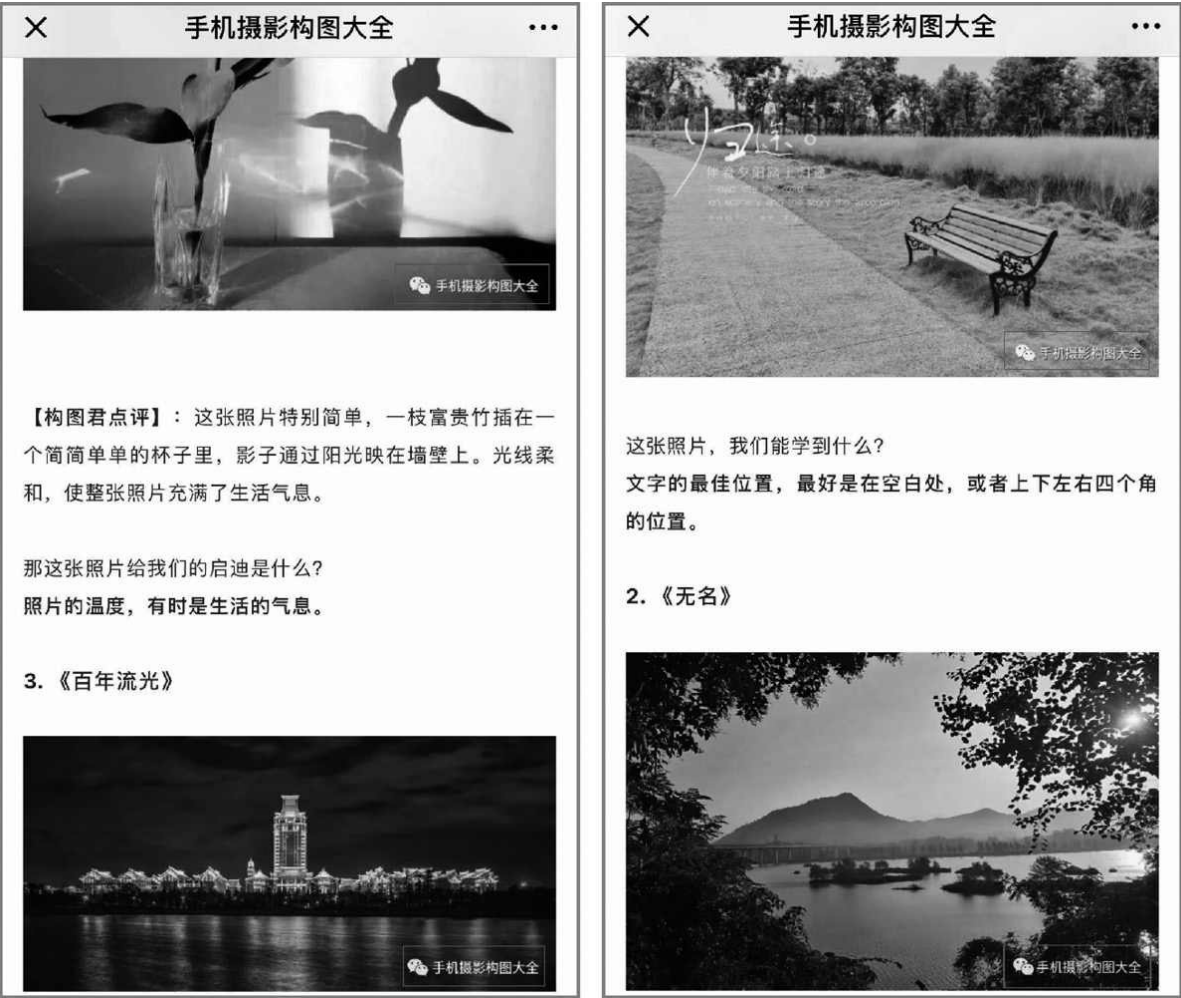 手机摄影构图大全
手机摄影构图大全
【构图君点评】：这张照片特别简单，一枝富贵竹插在一
个简简单单的杯子里，影子通过阳光映在墙壁上。光线柔
和，使整张照片充满了生活气息。
那这张照片给我们的启迪是什么？
照片的温度，有时是生活的气息。
3. 《百年流光》
手机摄影构图大全
手机摄影构图大全
归途。
手机摄影构图大全
这张照片，我们能学到什么？
文字的最佳位置，最好是在空白处，或者上下左右四个角
的位置。
2. 《无名》
手机摄影构图大全